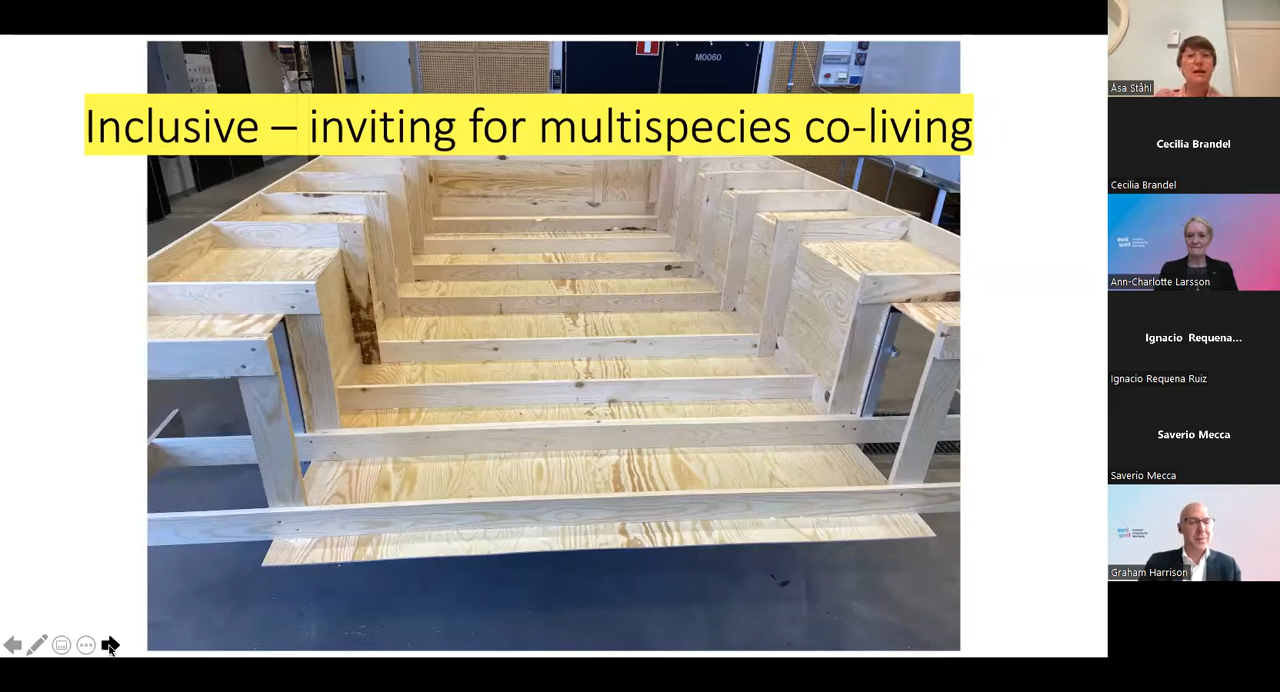 M0060
Inclusive – inviting for multispecies co-living
Åsa Ståhl
Cecilia Brandel
Cecilia Brandel
Ann-Charlotte Larsson
Ignacio Requena...
Ignacio Requena Ruiz
Saverio Mecca
Saverio Mecca
Graham Harrison